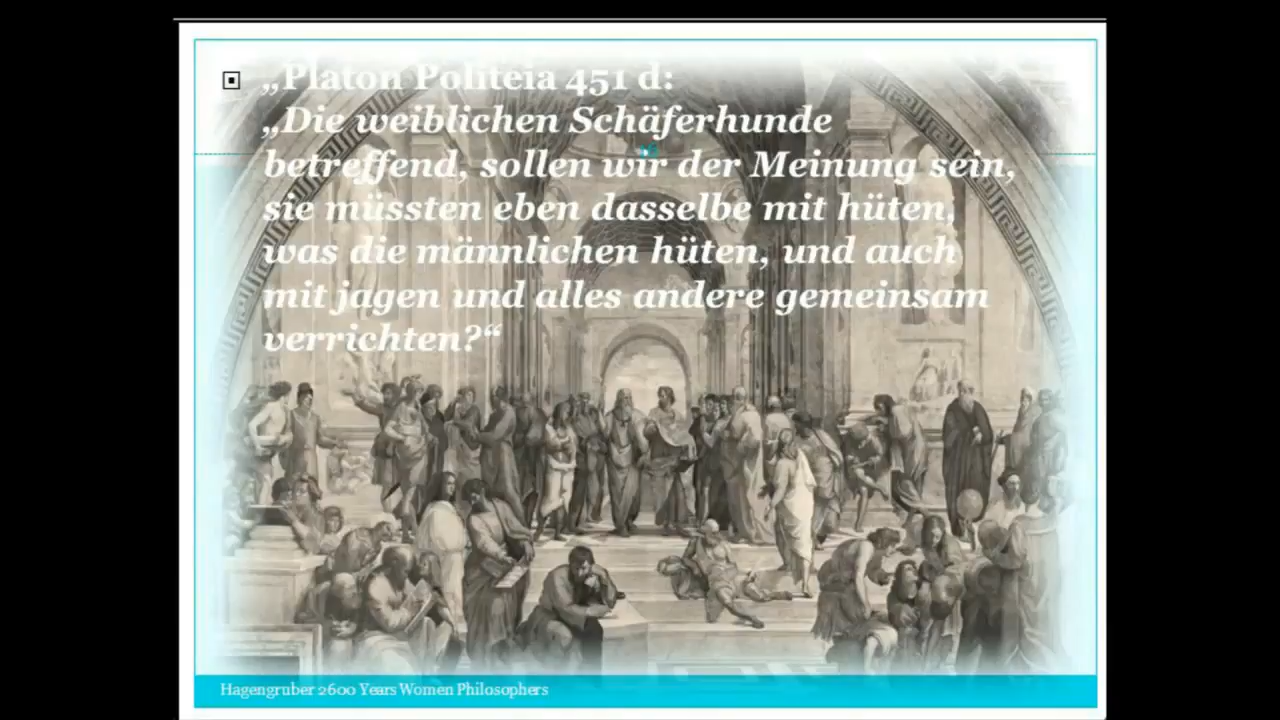 „Platon Politeia 451 d:
„Die weiblichen Schäferhunde
betreffend, sollen wir der Meinung sein,
sie müssten eben dasselbe mit hüten,
was die männlichen hüten, und auch
mit jagen und alles andere gemeinsam
verrichten?“
Hagengruber 2600 Years Women Philosophers